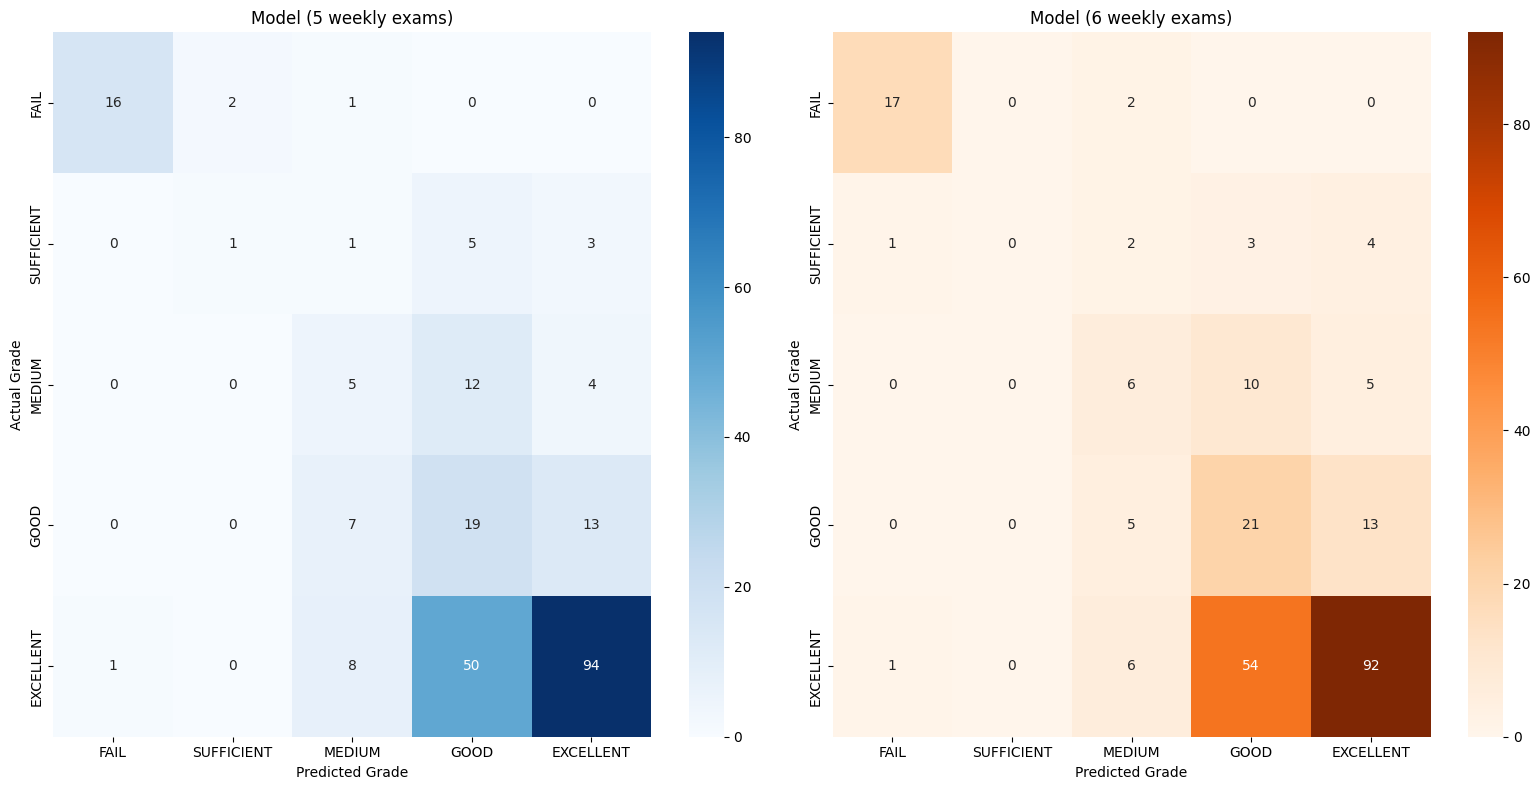 Model (5 weekly exams)
FAIL 16 2 1 0 0
SUFFICIENT 0 1 1 5 3
MEDIUM 0 0 5 12 4
GOOD 0 0 7 19 13
EXCELLENT 1 0 8 50 94
FAIL SUFFICIENT MEDIUM GOOD EXCELLENT
Predicted Grade
Actual Grade
80
60
40
20
0
Model (6 weekly exams)
FAIL 17 0 2 0 0
SUFFICIENT 1 0 2 3 4
MEDIUM 0 0 6 10 5
GOOD 0 0 5 21 13
EXCELLENT 1 0 6 54 92
FAIL SUFFICIENT MEDIUM GOOD EXCELLENT
Predicted Grade
Actual Grade
80
60
40
20
0